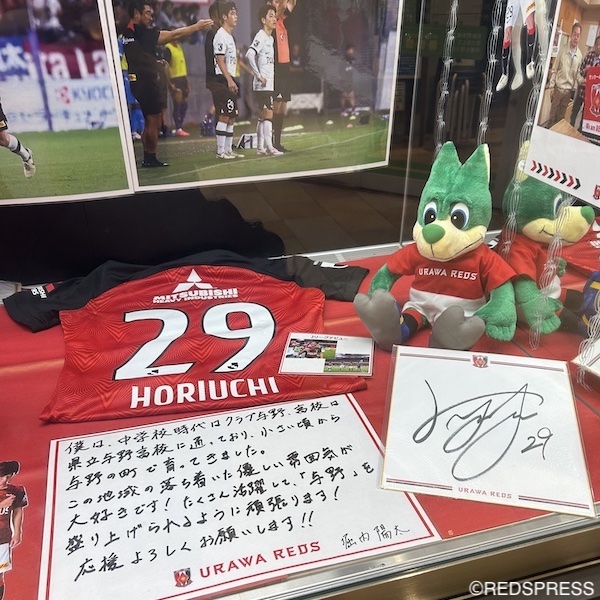 MITSUBISHI
HEAVY INDUSTRIES
29
HORIUCHI
URAWA REDS
僕は、中学校時代はクラブ与野、高校は
県立与野高校に通っており、小さい頃から
与野の町で育ってきました。
この地域の落ち着いた優しい雰囲気が
大好きです！たくさん活躍して、「与野」を
盛り上げられるように頑張ります！
応援よろしくお願いします!!
URAWA REDS
堀内陽太
29
URAWA REDS
©REDSPRESS